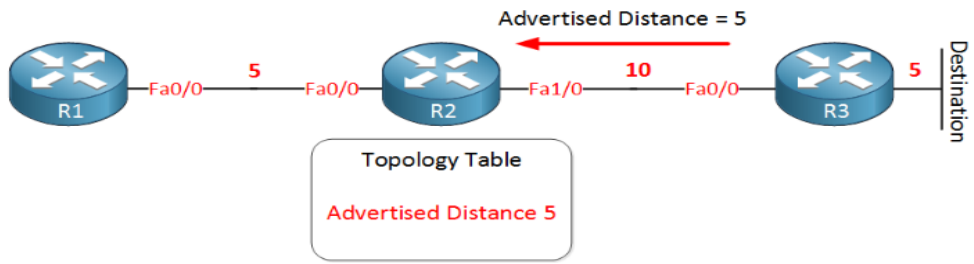 Advertised Distance = 5
5
10
5
Fa0/0
Fa0/0
Fa1/0
Fa0/0
R1
R2
R3
Destination
Topology Table
Advertised Distance 5